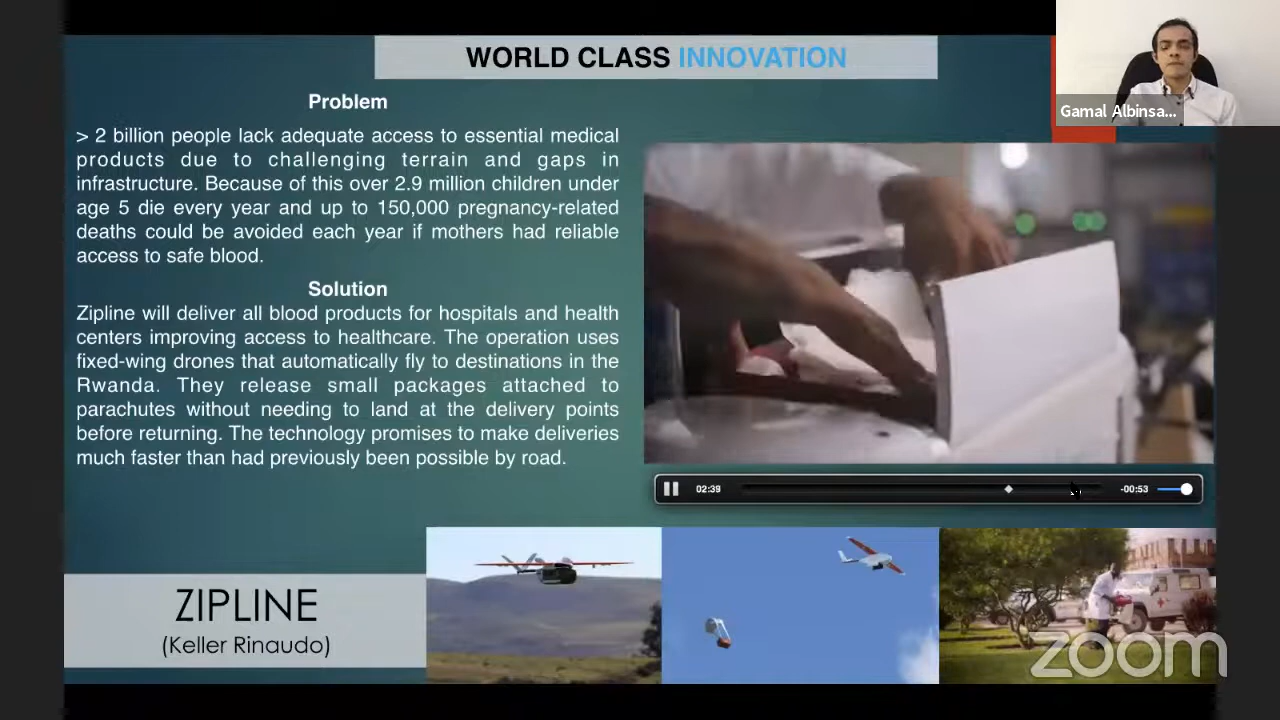 WORLD CLASS INNOVATION
Gamal Albinsa...
Problem
> 2 billion people lack adequate access to essential medical
products due to challenging terrain and gaps in
infrastructure. Because of this over 2.9 million children under
age 5 die every year and up to 150,000 pregnancy-related
deaths could be avoided each year if mothers had reliable
access to safe blood.
Solution
Zipline will deliver all blood products for hospitals and health
centers improving access to healthcare. The operation uses
fixed-wing drones that automatically fly to destinations in the
Rwanda. They release small packages attached to
parachutes without needing to land at the delivery points
before returning. The technology promises to make deliveries
much faster than had previously been possible by road.
02:39
-00:53
ZIPLINE
(Keller Rinaudo)
zoom